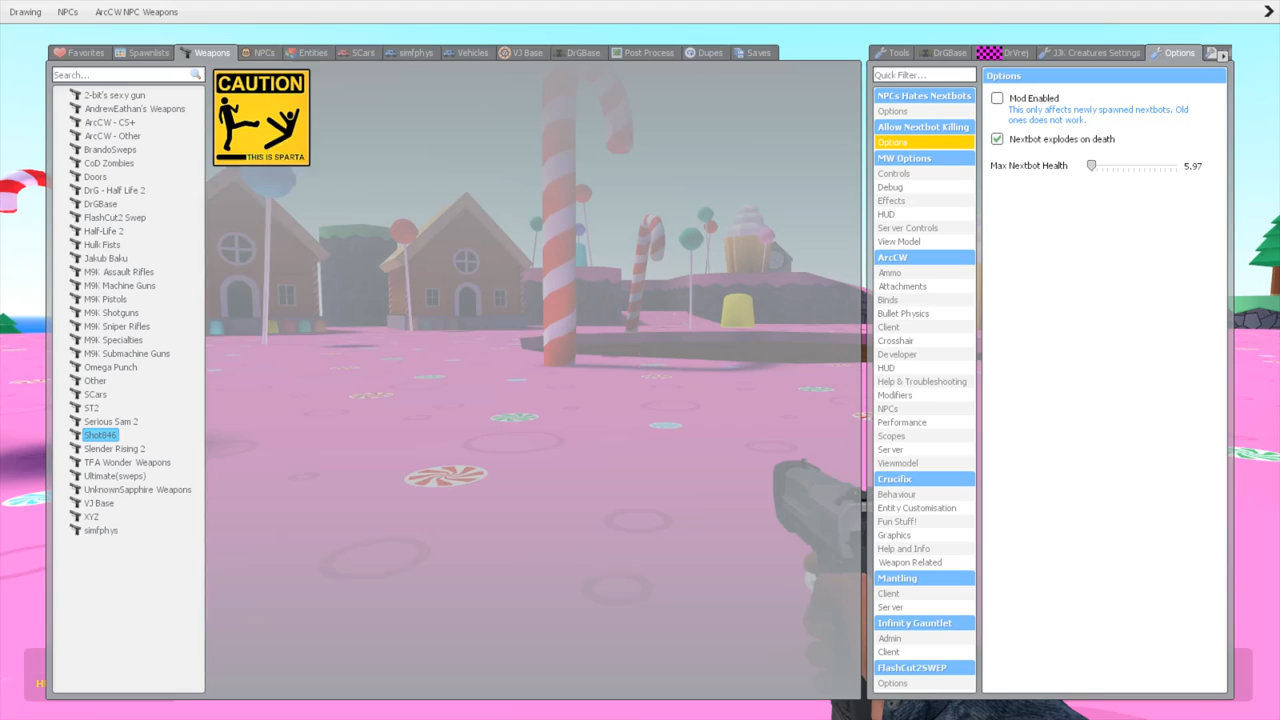 Drawing NPCs ArcCW NPC Weapons
Favorites Spawnlists Weapons NPCs Entities SCars simfphys Vehicles VJ Base DrGBase Post Process Dupes Saves
Tools DrGBase DrVrej JJK Creatures Settings Options
Search...
CAUTION
THIS IS SPARTA
2-bit's sexy gun
AndrewEathan's Weapons
ArcCW - CS+
ArcCW - Other
BrandoSweps
CoD Zombies
Doors
DrG - Half Life 2
DrGBase
FlashCut2 Swep
Half-Life 2
Hulk Fists
Jakub Baku
M9K Assault Rifles
M9K Machine Guns
M9K Pistols
M9K Shotguns
M9K Sniper Rifles
M9K Specialties
M9K Submachine Guns
Omega Punch
Other
SCars
ST2
Serious Sam 2
Shot846
Slender Rising 2
TFA Wonder Weapons
Ultimate(sweps)
UnknownSapphire Weapons
VJ Base
XYZ
simfphys
Quick Filter...
NPCs Hates Nextbots
Options
Allow Nextbot Killing
Options
MW Options
Controls
Debug
Effects
HUD
Server Controls
View Model
ArcCW
Ammo
Attachments
Binds
Bullet Physics
Client
Crosshair
Developer
HUD
Help & Troubleshooting
Modifiers
NPCs
Performance
Scopes
Server
Viewmodel
Crucifix
Behaviour
Entity Customisation
Fun Stuff!
Graphics
Help and Info
Weapon Related
Mantling
Client
Server
Infinity Gauntlet
Admin
Client
FlashCut2SWEP
Options
Options
Mod Enabled
This only affects newly spawned nextbots. Old
ones does not work.
Nextbot explodes on death
Max Nextbot Health 5.97